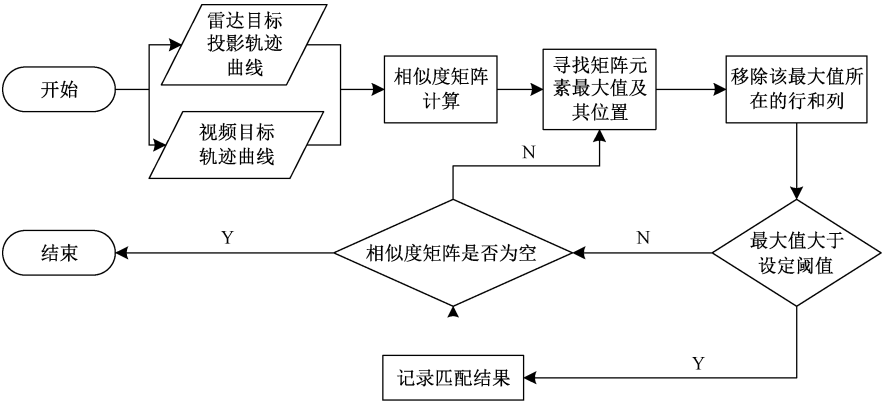 开始
雷达目标
投影轨迹
曲线
视频目标
轨迹曲线
相似度矩阵
计算
寻找矩阵元
素最大值及
其位置
移除该最大值所
在的行和列
N
结束
Y
相似度矩阵是否为空
N
最大值大于
设定阈值
记录匹配结果
Y